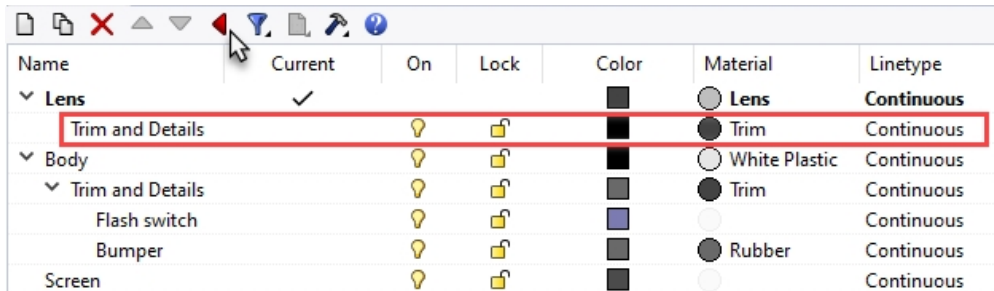 Name Current On Lock Color Material Linetype
Lens Lens Continuous
Trim and Details Trim Continuous
Body White Plastic Continuous
Trim and Details Trim Continuous
Flash switch Continuous
Bumper Rubber Continuous
Screen Continuous